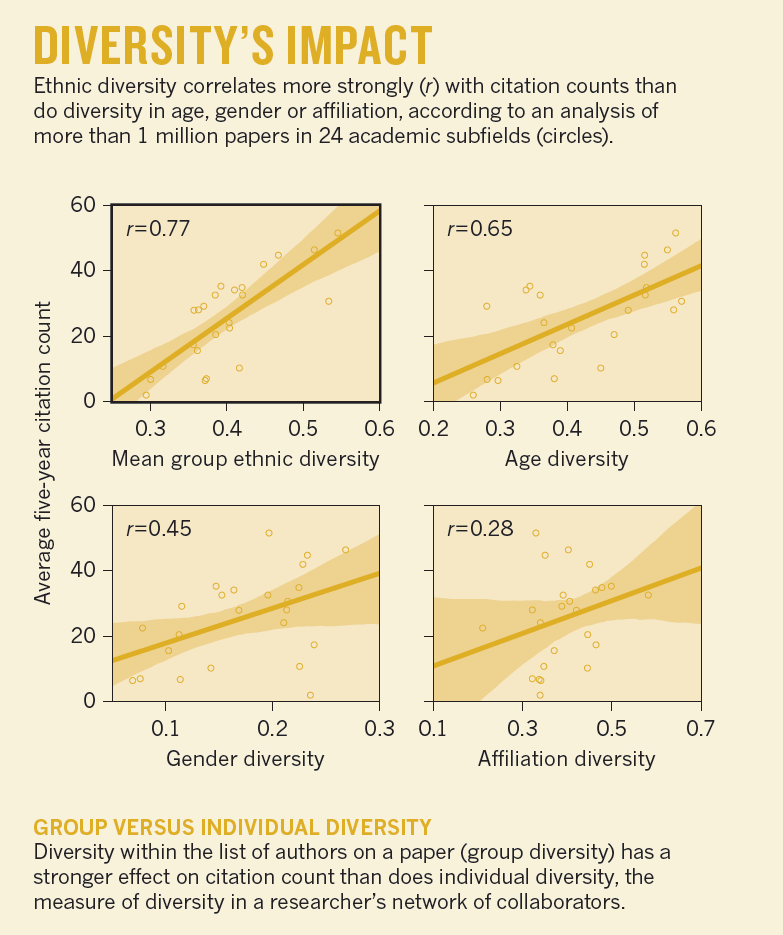 DIVERSITY’S IMPACT
Ethnic diversity correlates more strongly (r) with citation counts than
do diversity in age, gender or affiliation, according to an analysis of
more than 1 million papers in 24 academic subfields (circles).
Average five-year citation count
60
40
20
0
r=0.77
0.3 0.4 0.5 0.6
Mean group ethnic diversity
r=0.65
0.2 0.3 0.4 0.5 0.6
Age diversity
60
40
20
0
r=0.45
0.1 0.2 0.3
Gender diversity
r=0.28
0.1 0.3 0.5 0.7
Affiliation diversity
GROUP VERSUS INDIVIDUAL DIVERSITY
Diversity within the list of authors on a paper (group diversity) has a
stronger effect on citation count than does individual diversity, the
measure of diversity in a researcher’s network of collaborators.